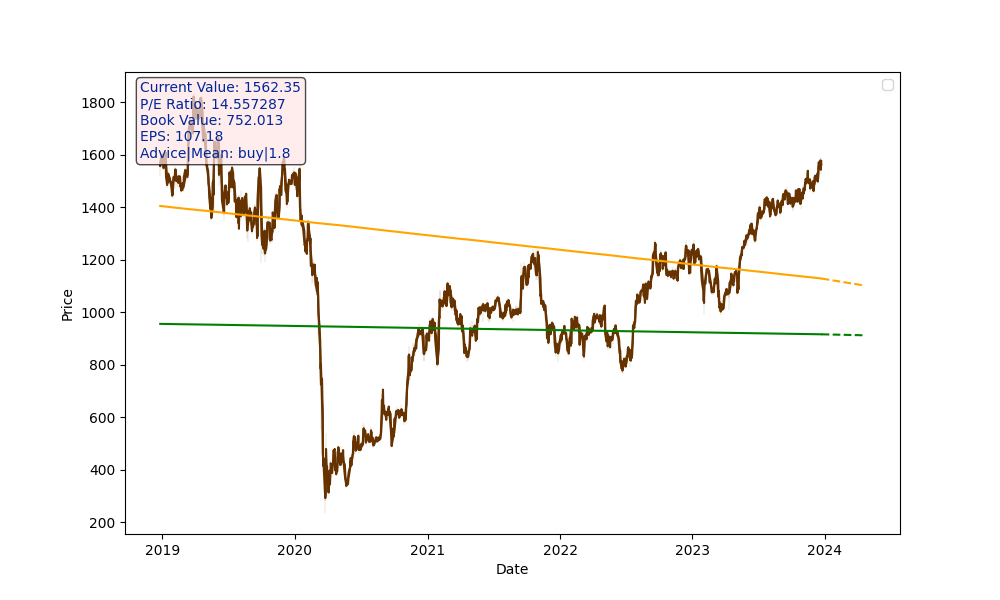 Current Value: 1562.35
P/E Ratio: 14.557287
Book Value: 752.013
EPS: 107.18
Advice|Mean: buy|1.8
1800
1600
1400
1200
1000
800
600
400
200
Price
2019 2020 2021 2022 2023 2024
Date